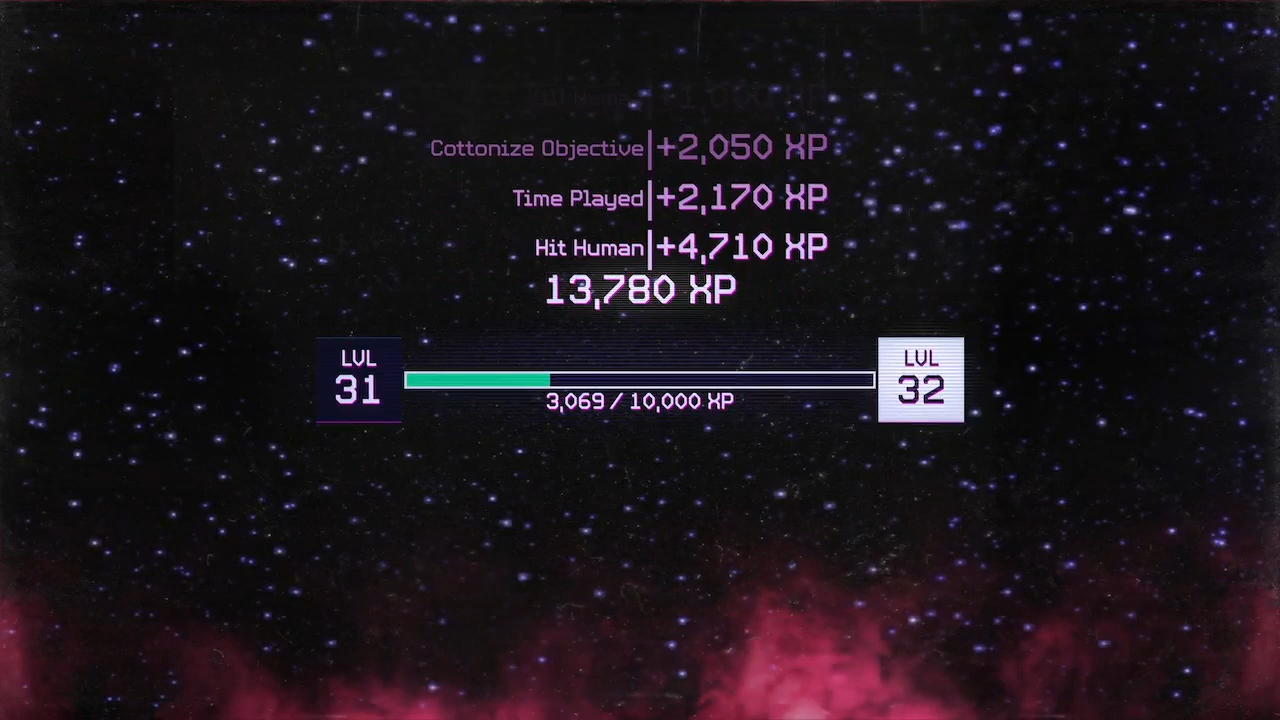 Cottonize Objective +2,050 XP
Time Played +2,170 XP
Hit Human +4,710 XP
13,780 XP
LVL
31
3,069 / 10,000 XP
LVL
32